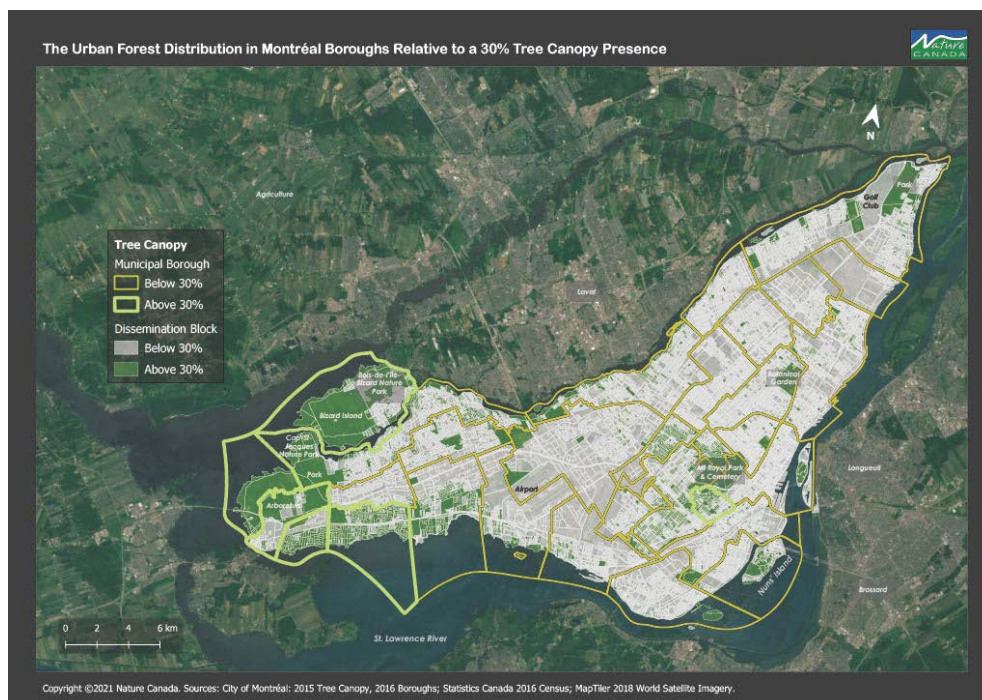 The Urban Forest Distribution in Montréal Boroughs Relative to a 30% Tree Canopy Presence
Nature
CANADA
N
Park
Golf
Club
Agriculture
Tree Canopy
Municipal Borough
Below 30%
Above 30%
Dissemination Block
Below 30%
Above 30%
Laval
Bois-de-l'Île-
Bizard Nature
Park
Bizard Island
Botanical
Garden
Cap-St-
Jacques
Nature Park
Park
Mt Royal Park
& Cemetery
Longueuil
Airport
Arboretum
Nuns' Island
Brossard
0 2 4 6 km
St. Lawrence River
Copyright ©2021 Nature Canada. Sources: City of Montréal: 2015 Tree Canopy, 2016 Boroughs; Statistics Canada 2016 Census; MapTiler 2018 World Satellite Imagery.